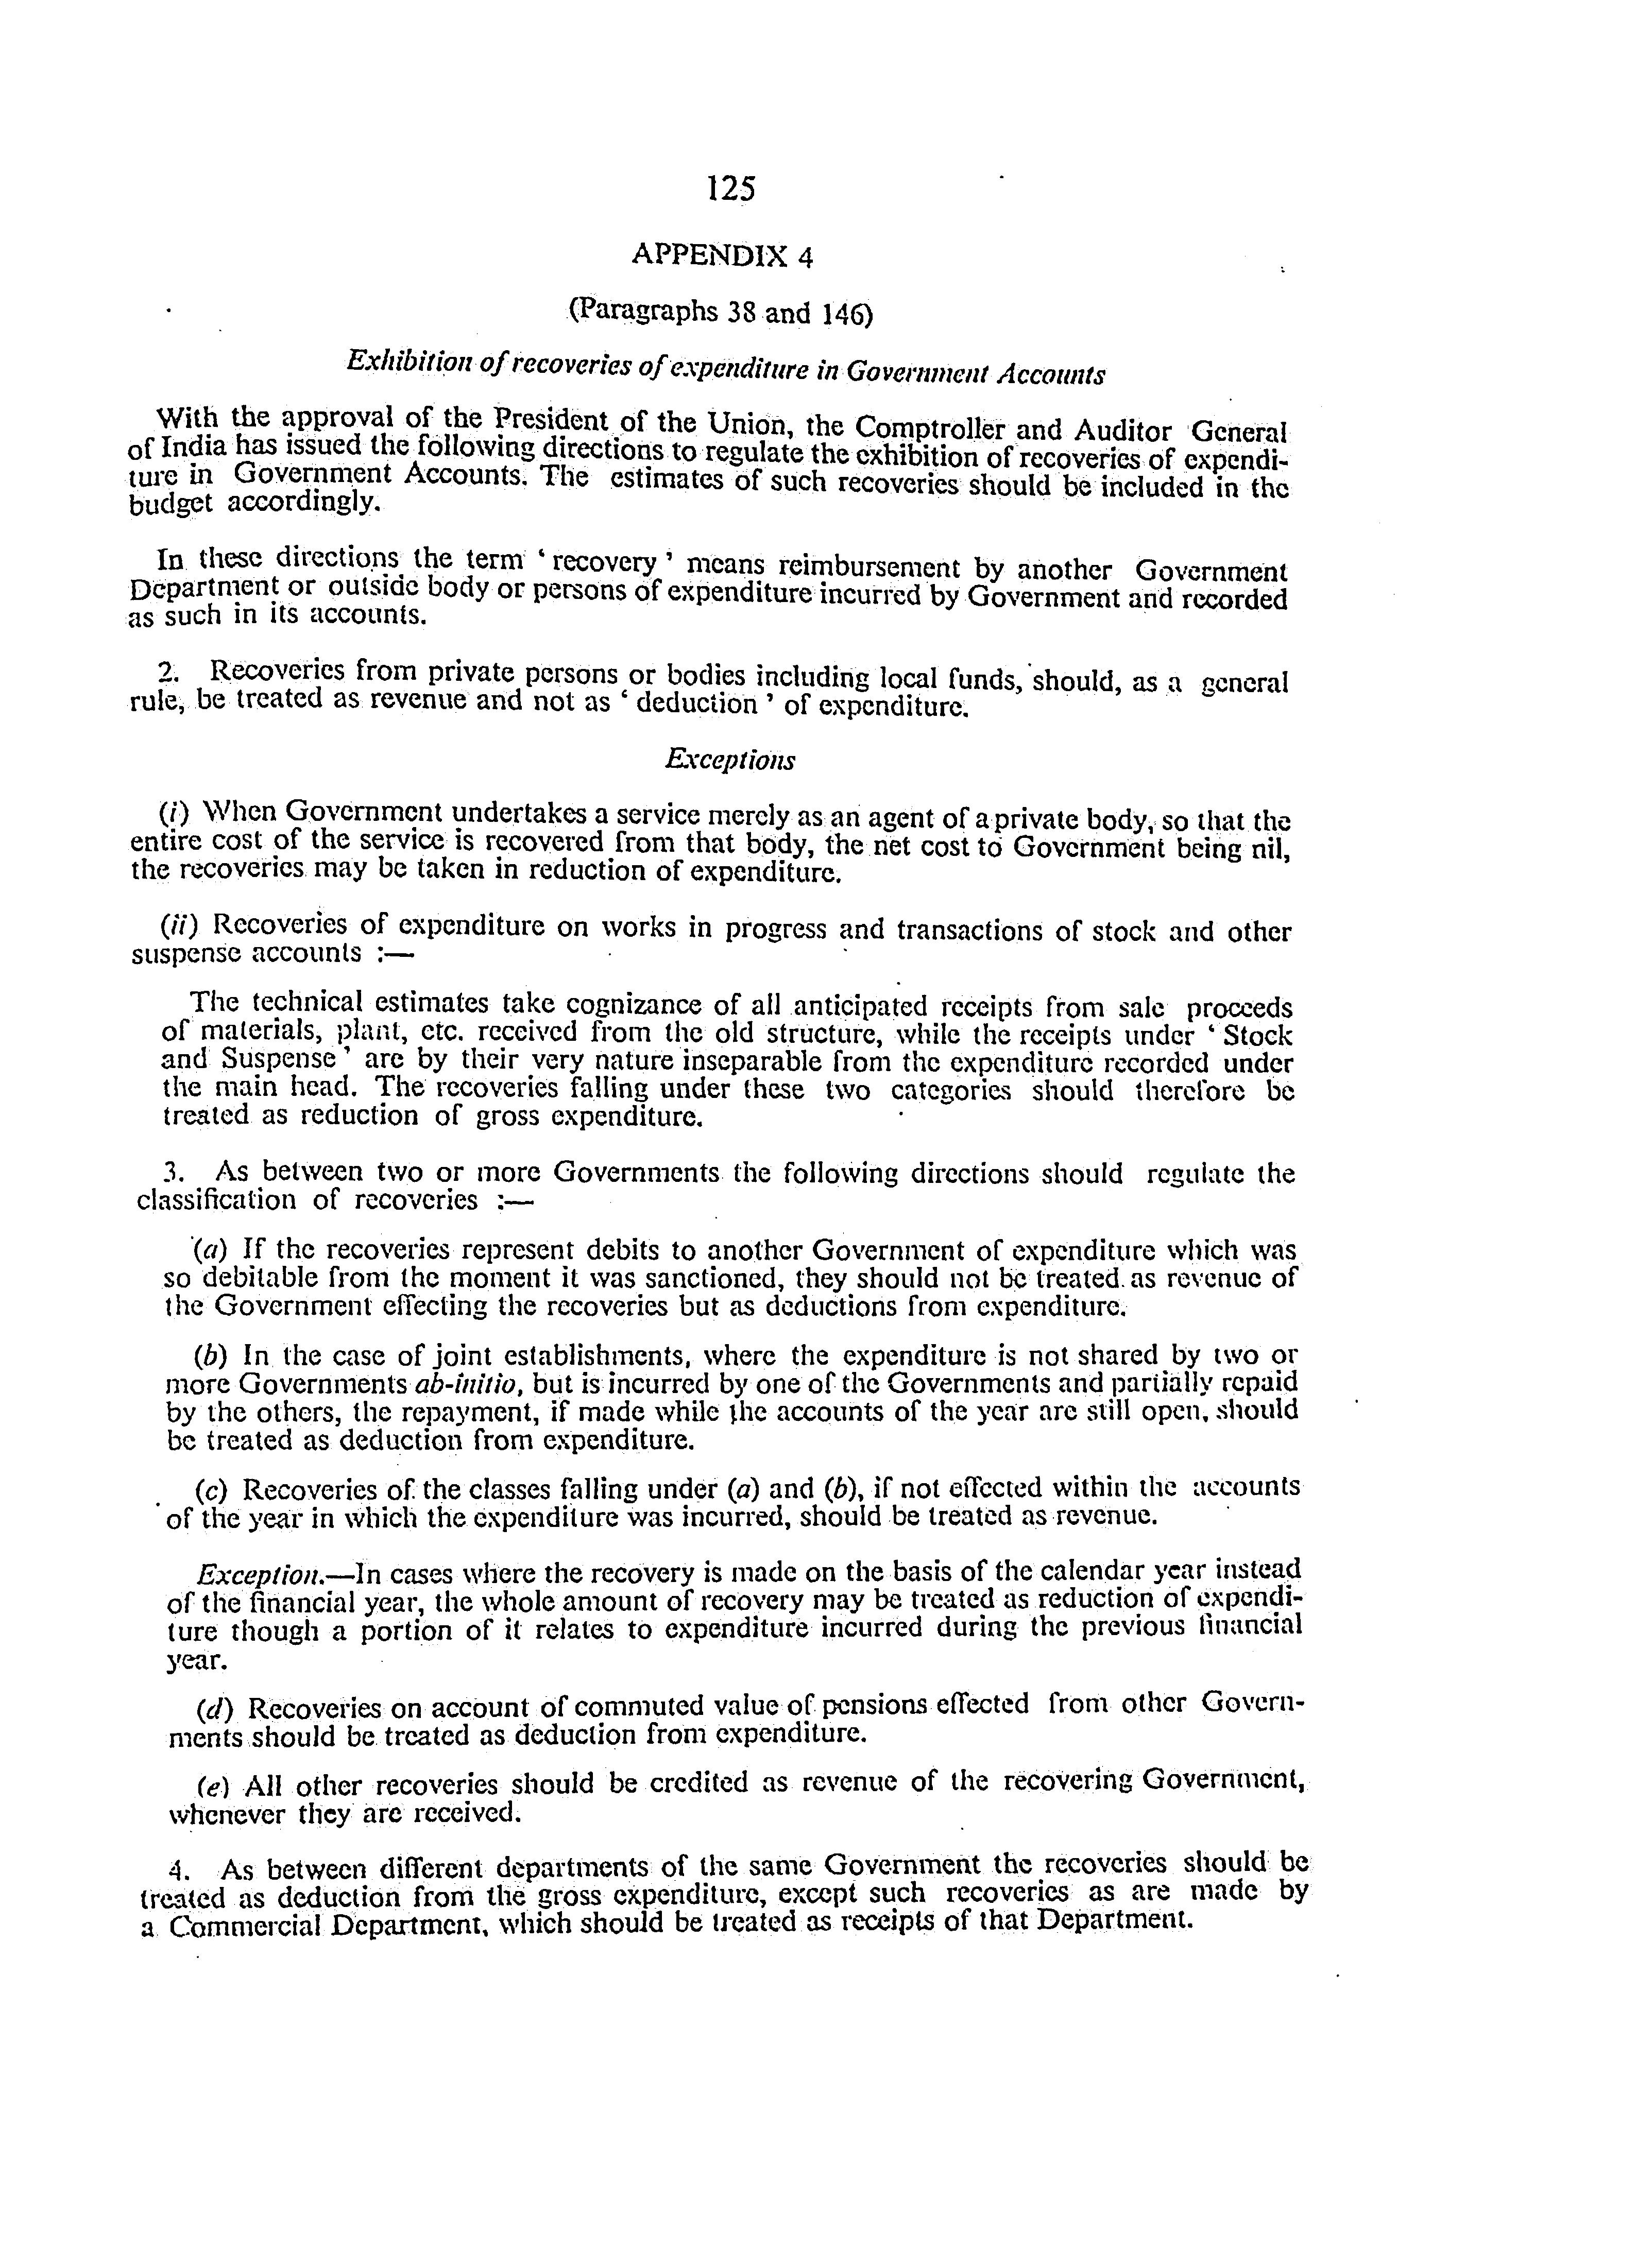 125
APPENDIX 4
(Paragraphs 38 and 146)
Exhibition of recoveries of expenditure in Government Accounts
With the approval of the President of the Union, the Comptroller and Auditor General
of India has issued the following directions to regulate the exhibition of recoveries of expendi-
ture in Government Accounts. The estimates of such recoveries should be included in the
budget accordingly.
In these directions the term ‘ recovery ’ means reimbursement by another Government
Department or outside body or persons of expenditure incurred by Government and recorded
as such in its accounts.
2. Recoveries from private persons or bodies including local funds, should, as a general
rule, be treated as revenue and not as ‘ deduction ’ of expenditure.
Exceptions
(i) When Government undertakes a service merely as an agent of a private body, so that the
entire cost of the service is recovered from that body, the net cost to Government being nil,
the recoveries may be taken in reduction of expenditure.
(ii) Recoveries of expenditure on works in progress and transactions of stock and other
suspense accounts :—
The technical estimates take cognizance of all anticipated receipts from sale proceeds
of materials, plant, etc. received from the old structure, while the receipts under ‘ Stock
and Suspense ’ are by their very nature inseparable from the expenditure recorded under
the main head. The recoveries falling under these two categories should therefore be
treated as reduction of gross expenditure.
3. As between two or more Governments the following directions should regulate the
classification of recoveries :—
(a) If the recoveries represent debits to another Government of expenditure which was
so debitable from the moment it was sanctioned, they should not be treated as revenue of
the Government effecting the recoveries but as deductions from expenditure.
(b) In the case of joint establishments, where the expenditure is not shared by two or
more Governments ab-initio, but is incurred by one of the Governments and partially repaid
by the others, the repayment, if made while the accounts of the year are still open, should
be treated as deduction from expenditure.
(c) Recoveries of the classes falling under (a) and (b), if not effected within the accounts
of the year in which the expenditure was incurred, should be treated as revenue.
Exception.—In cases where the recovery is made on the basis of the calendar year instead
of the financial year, the whole amount of recovery may be treated as reduction of expendi-
ture though a portion of it relates to expenditure incurred during the previous financial
year.
(d) Recoveries on account of commuted value of pensions effected from other Govern-
ments should be treated as deduction from expenditure.
(e) All other recoveries should be credited as revenue of the recovering Government,
whenever they are received.
4. As between different departments of the same Government the recoveries should be
treated as deduction from the gross expenditure, except such recoveries as are made by
a Commercial Department, which should be treated as receipts of that Department.